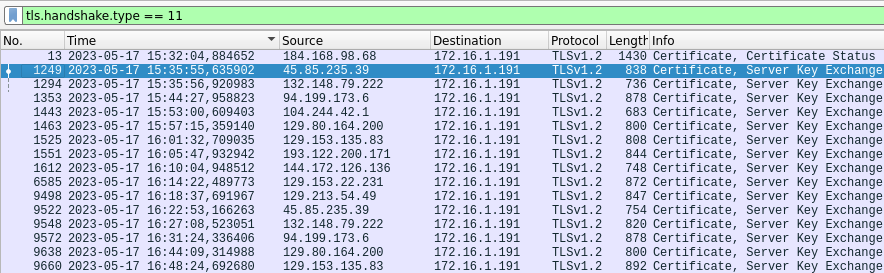 tls.handshake.type == 11
No. Time Source Destination Protocol Length Info
13 2023-05-17 15:32:04,884652 184.168.98.68 172.16.1.191 TLSv1.2 1430 Certificate, Certificate Status
1249 2023-05-17 15:35:55,635902 45.85.235.39 172.16.1.191 TLSv1.2 838 Certificate, Server Key Exchange
1294 2023-05-17 15:35:56,920983 132.148.79.222 172.16.1.191 TLSv1.2 736 Certificate, Server Key Exchange
1353 2023-05-17 15:44:27,958823 94.199.173.6 172.16.1.191 TLSv1.2 878 Certificate, Server Key Exchange
1443 2023-05-17 15:53:00,609403 104.244.42.1 172.16.1.191 TLSv1.2 683 Certificate, Server Key Exchange
1463 2023-05-17 15:57:15,359140 129.80.164.200 172.16.1.191 TLSv1.2 800 Certificate, Server Key Exchange
1525 2023-05-17 16:01:32,709035 129.153.135.83 172.16.1.191 TLSv1.2 808 Certificate, Server Key Exchange
1551 2023-05-17 16:05:47,932942 193.122.200.171 172.16.1.191 TLSv1.2 844 Certificate, Server Key Exchange
1612 2023-05-17 16:10:04,948512 144.172.126.136 172.16.1.191 TLSv1.2 748 Certificate, Server Key Exchange
6585 2023-05-17 16:14:22,489773 129.153.22.231 172.16.1.191 TLSv1.2 872 Certificate, Server Key Exchange
9498 2023-05-17 16:18:37,691967 129.213.54.49 172.16.1.191 TLSv1.2 847 Certificate, Server Key Exchange
9522 2023-05-17 16:22:53,166263 45.85.235.39 172.16.1.191 TLSv1.2 754 Certificate, Server Key Exchange
9548 2023-05-17 16:27:08,523051 132.148.79.222 172.16.1.191 TLSv1.2 820 Certificate, Server Key Exchange
9572 2023-05-17 16:31:24,336406 94.199.173.6 172.16.1.191 TLSv1.2 878 Certificate, Server Key Exchange
9638 2023-05-17 16:44:09,314988 129.80.164.200 172.16.1.191 TLSv1.2 800 Certificate, Server Key Exchange
9660 2023-05-17 16:48:24,692680 129.153.135.83 172.16.1.191 TLSv1.2 892 Certificate, Server Key Exchange